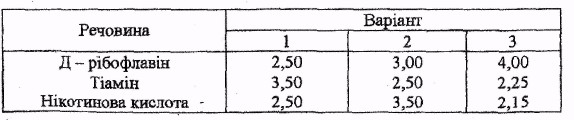 Речовина Варіант
1 2 3
Д – рібофлавін 2,50 3,00 4,00
Тіамін 3,50 2,50 2,25
Нікотинова кислота - 2,50 3,50 2,15